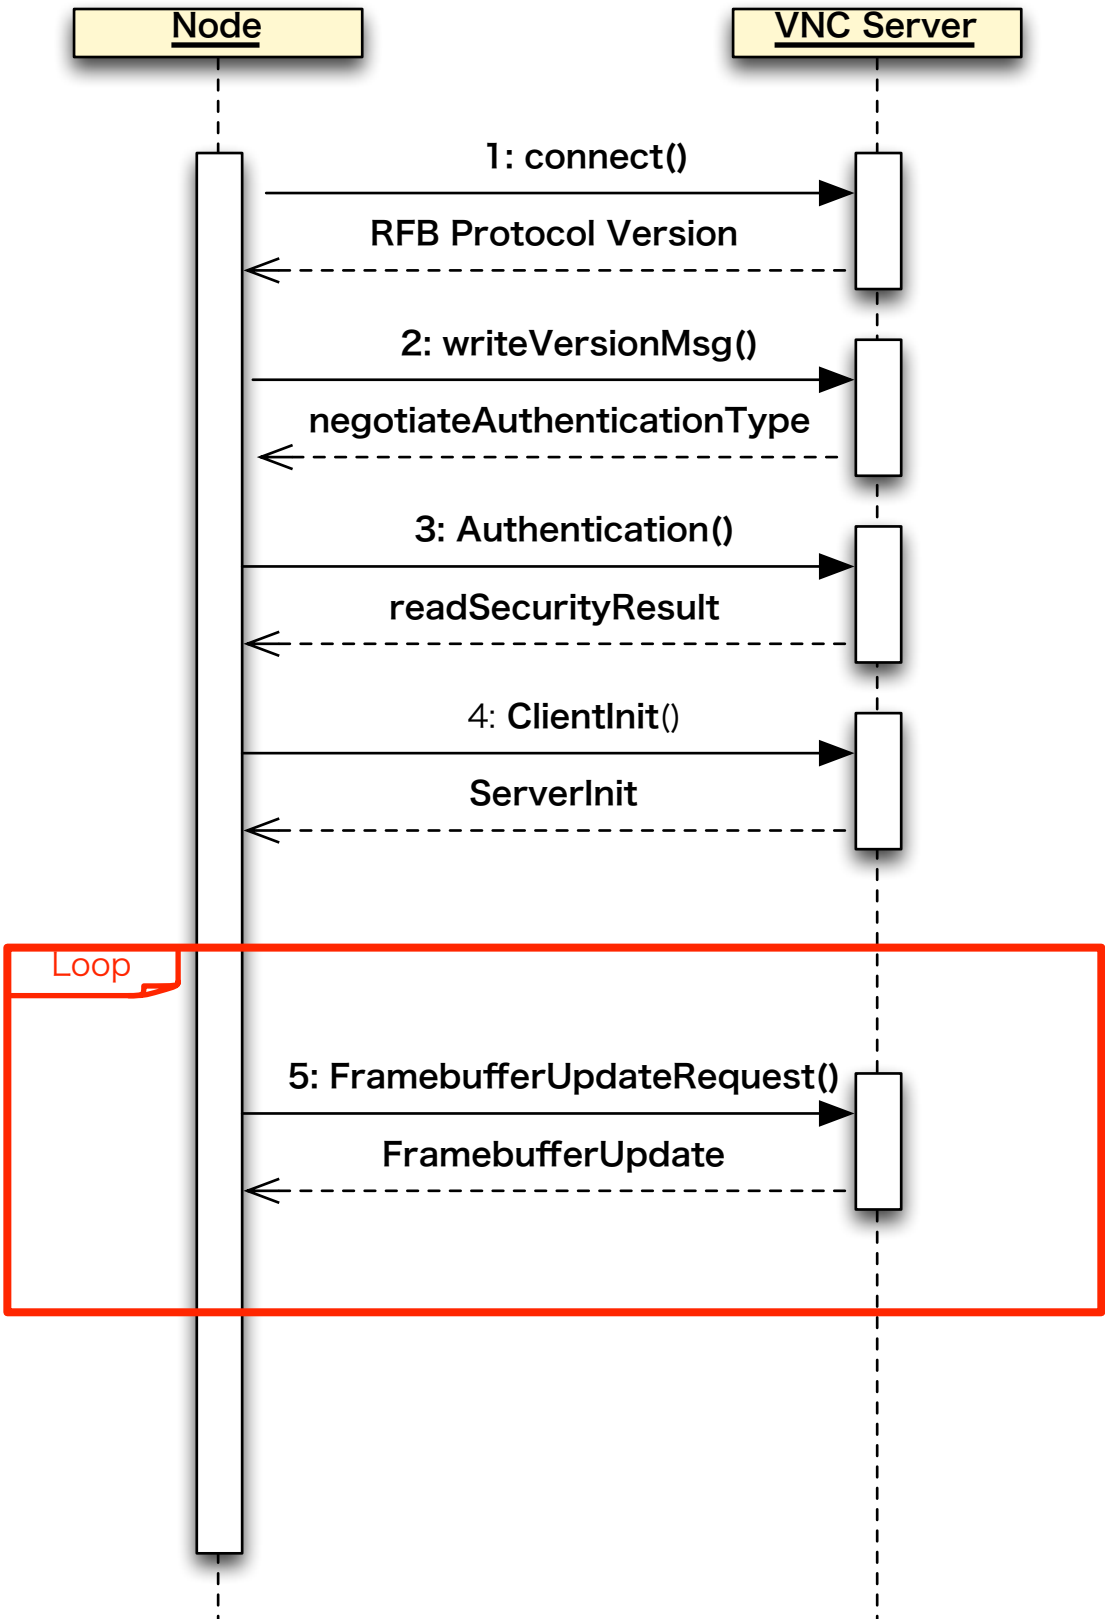 Node
VNC Server
1: connect()
RFB Protocol Version
2: writeVersionMsg()
negotiateAuthenticationType
3: Authentication()
readSecurityResult
4: ClientInit()
ServerInit
Loop
5: FramebufferUpdateRequest()
FramebufferUpdate